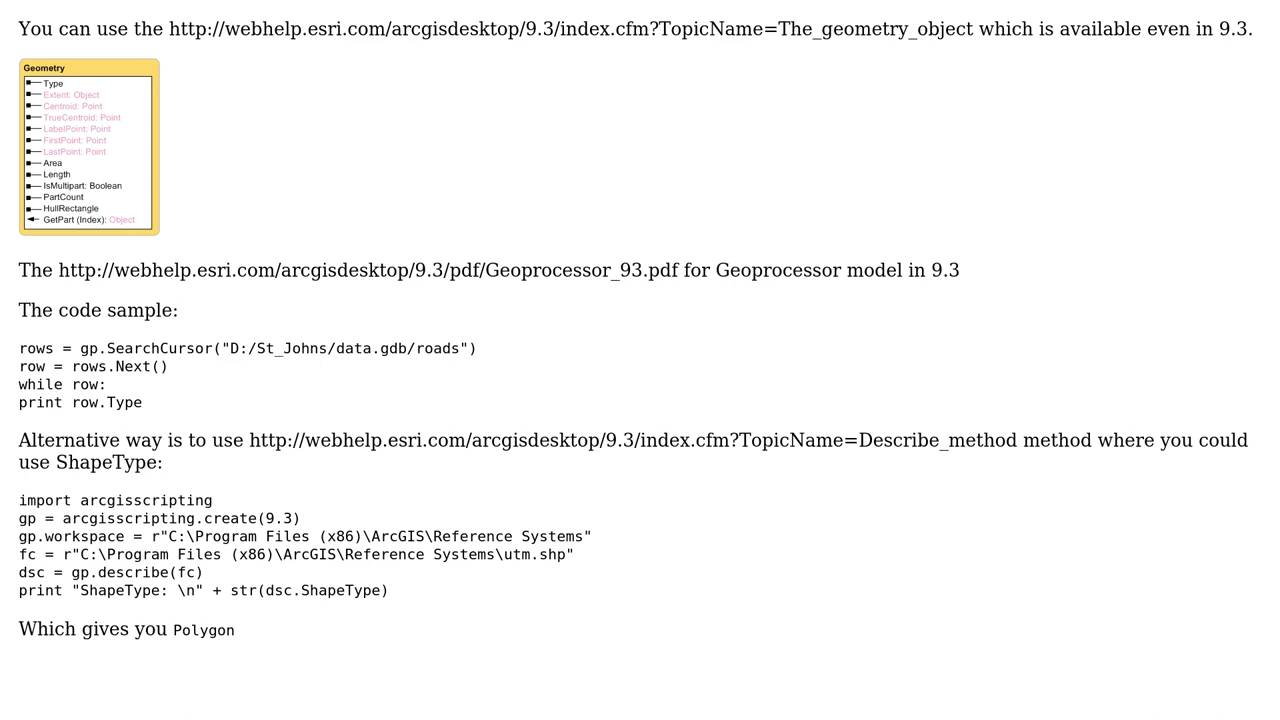 You can use the http://webhelp.esri.com/arcgisdesktop/9.3/index.cfm?TopicName=The_geometry_object which is available even in 9.3.
Geometry
Type
Extent: Object
Centroid: Point
TrueCentroid: Point
LabelPoint: Point
FirstPoint: Point
LastPoint: Point
Area
Length
IsMultipart: Boolean
PartCount
HullRectangle
GetPart (Index): Object
The http://webhelp.esri.com/arcgisdesktop/9.3/pdf/Geoprocessor_93.pdf for Geoprocessor model in 9.3
The code sample:
rows = gp.SearchCursor("D:/St_Johns/data.gdb/roads")
row = rows.Next()
while row:
print row.Type
Alternative way is to use http://webhelp.esri.com/arcgisdesktop/9.3/index.cfm?TopicName=Describe_method method where you could
use ShapeType:
import arcgisscripting
gp = arcgisscripting.create(9.3)
gp.workspace = r"C:\Program Files (x86)\ArcGIS\Reference Systems"
fc = r"C:\Program Files (x86)\ArcGIS\Reference Systems\utm.shp"
dsc = gp.describe(fc)
print "ShapeType: \n" + str(dsc.ShapeType)
Which gives you Polygon